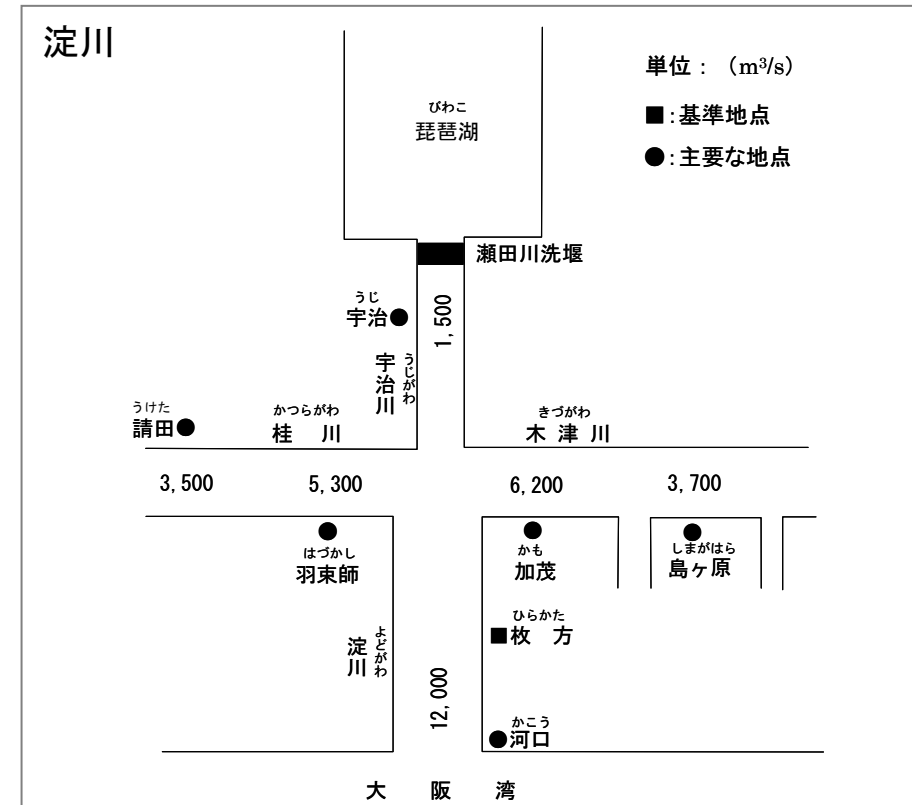 淀川
単位：（m³/s）
■：基準地点
●：主要な地点
びわこ
琵琶湖
瀬田川洗堰
うじ
宇治●
1,500
うじがわ
宇治川
うけた
請田●
かつらがわ
桂川
きづがわ
木津川
3,500
5,300
6,200
3,700
はづかし
羽束師
かも
加茂
しまがはら
島ヶ原
ひらかた
■枚方
よどがわ
淀川
12,000
かこう
●河口
大阪湾